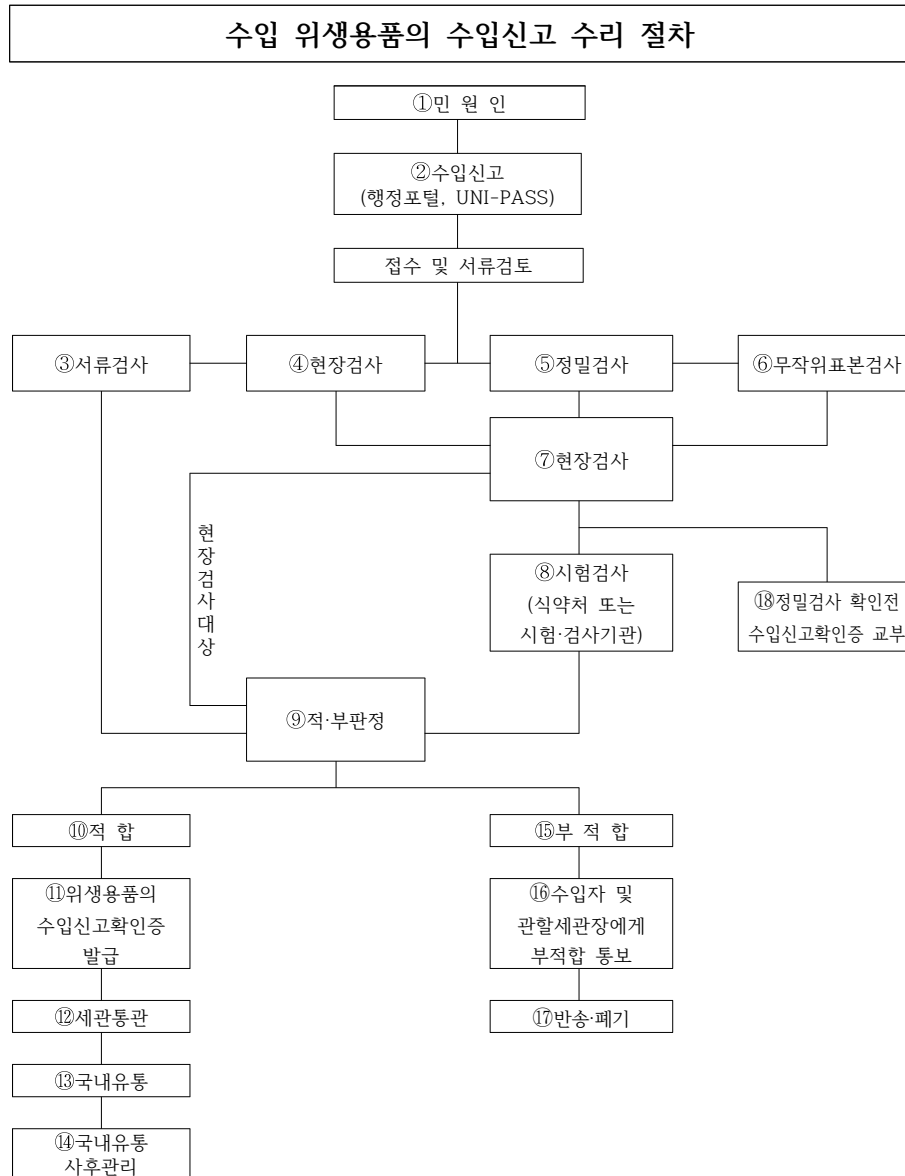 수입 위생용품의 수입신고 수리 절차
①민 원 인
②수입신고
(행정포털, UNI-PASS)
접수 및 서류검토
③서류검사
④현장검사
⑤정밀검사
⑥무작위표본검사
⑦현장검사
현장검사대상
⑧시험검사
(식약처 또는
시험·검사기관)
⑱정밀검사 확인전
수입신고확인증 교부
⑨적·부판정
⑩적 합
⑮부 적합
⑪위생용품의
수입신고확인증
발급
⑯수입자 및
관할세관장에게
부적합 통보
⑫세관통관
⑰반송·폐기
⑬국내유통
⑭국내유통
사후관리